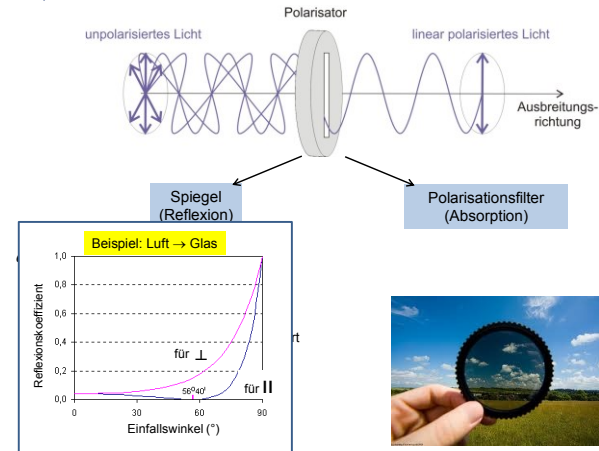 Polarisator
unpolarisiertes Licht
linear polarisiertes Licht
Ausbreitungs-
richtung
Spiegel
(Reflexion)
Polarisationsfilter
(Absorption)
Beispiel: Luft → Glas
Reflexionskoeffizient
1,0
0,8
0,6
0,4
0,2
0,0
für ⊥
für II
56°40'
0
30
60
90
Einfallswinkel (°)
rt